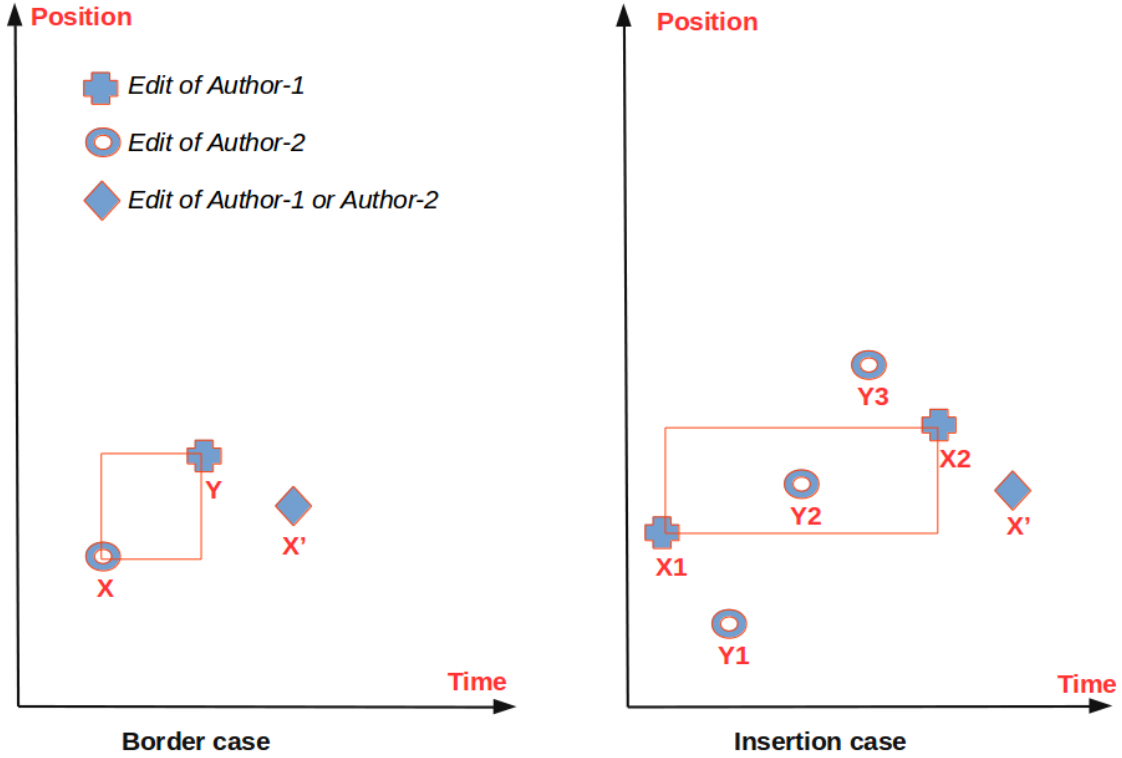 Position
Edit of Author-1
Edit of Author-2
Edit of Author-1 or Author-2
Y
X’
X
Time
Border case
Position
Y3
X2
Y2
X’
X1
Y1
Time
Insertion case